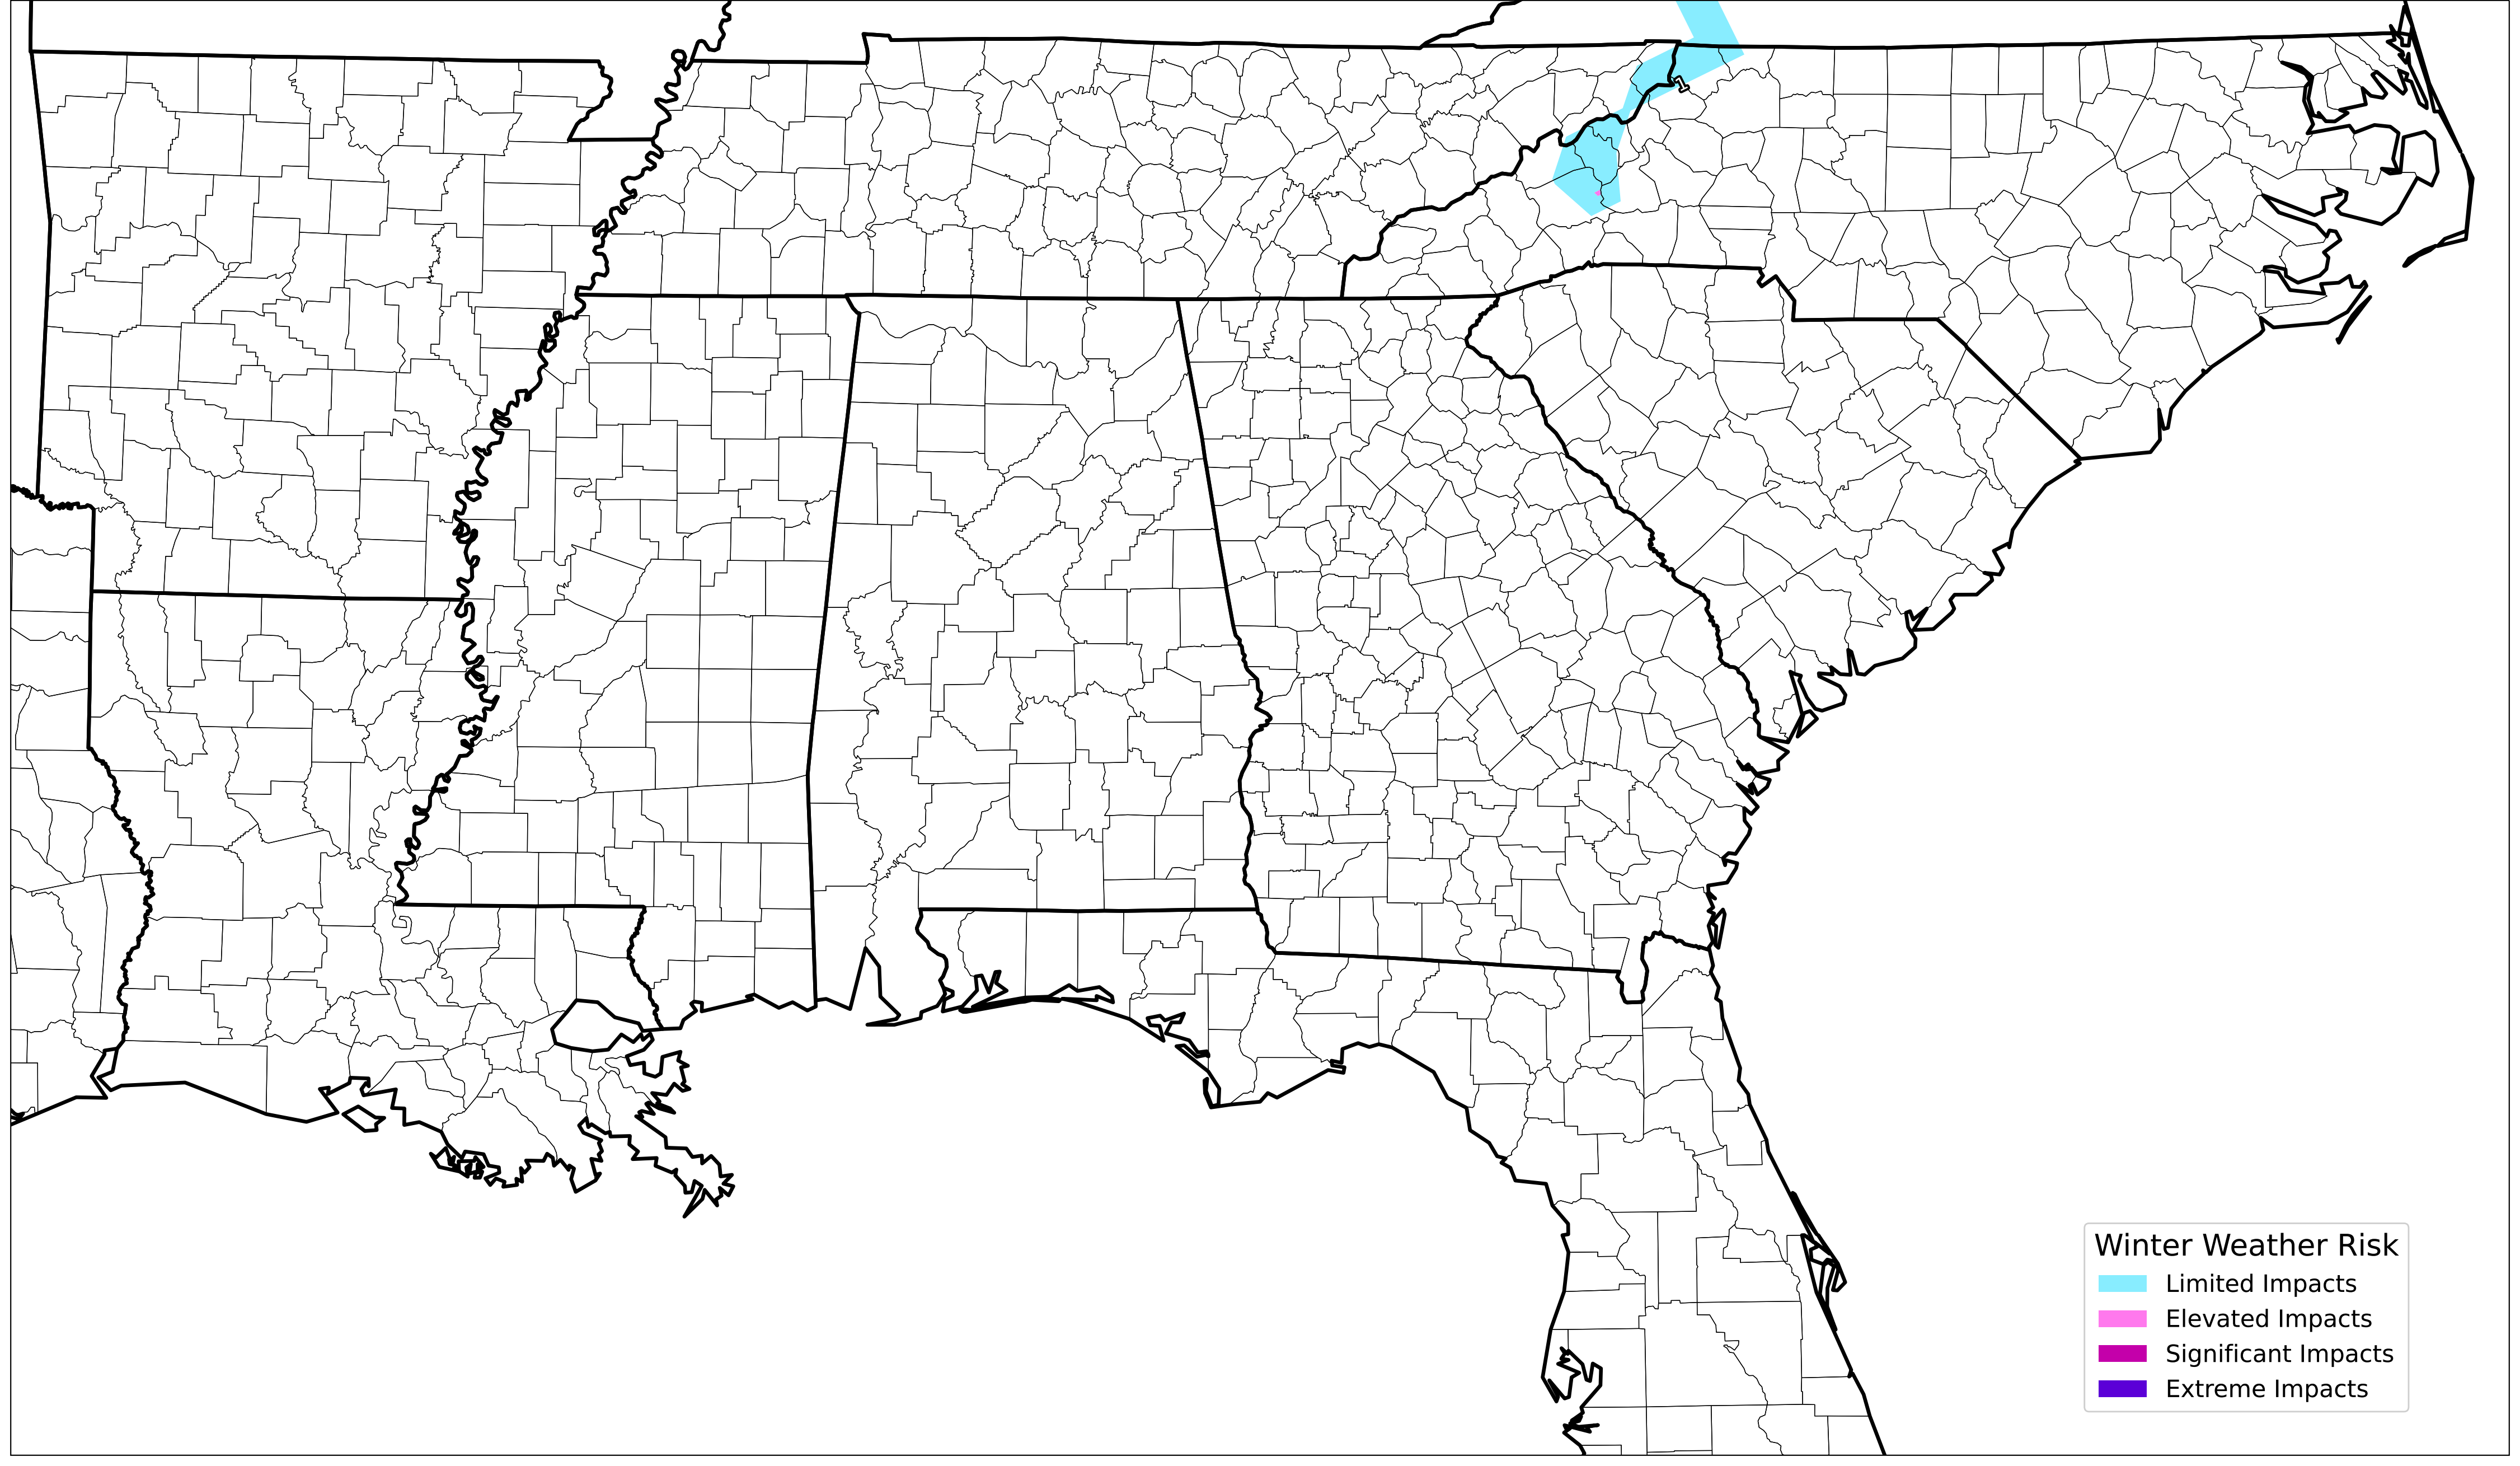 Winter Weather Risk
Limited Impacts
Elevated Impacts
Significant Impacts
Extreme Impacts